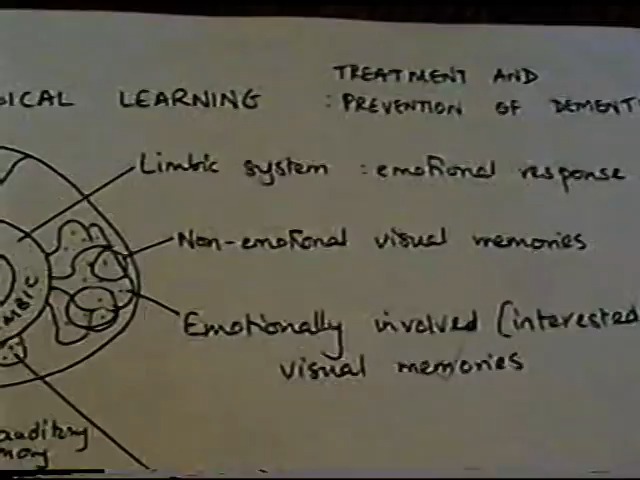 TREATMENT AND
ICAL LEARNING : PREVENTION OF DEMENT
Limbic system : emotional response
Non-emotional visual memories
MBIC
Emotionally involved (interested
visual memories
auditory
mory